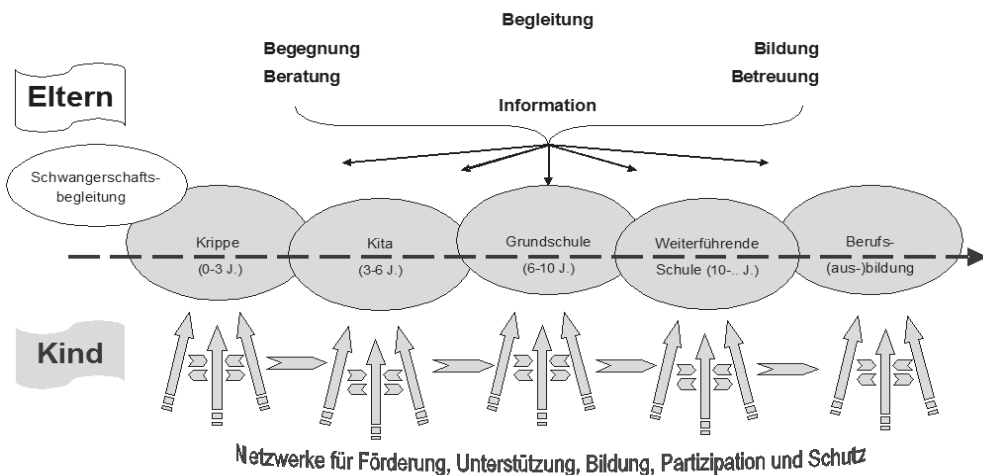 Begleitung
Begegnung
Bildung
Beratung
Betreuung
Eltern
Information
Schwangerschafts-
begleitung
Krippe
(0-3 J.)
Kita
(3-6 J.)
Grundschule
(6-10 J.)
Weiterführende
Schule (10-.. J.)
Berufs-
(aus-)bildung
Kind
Netzwerke für Förderung, Unterstützung, Bildung, Partizipation und Schutz